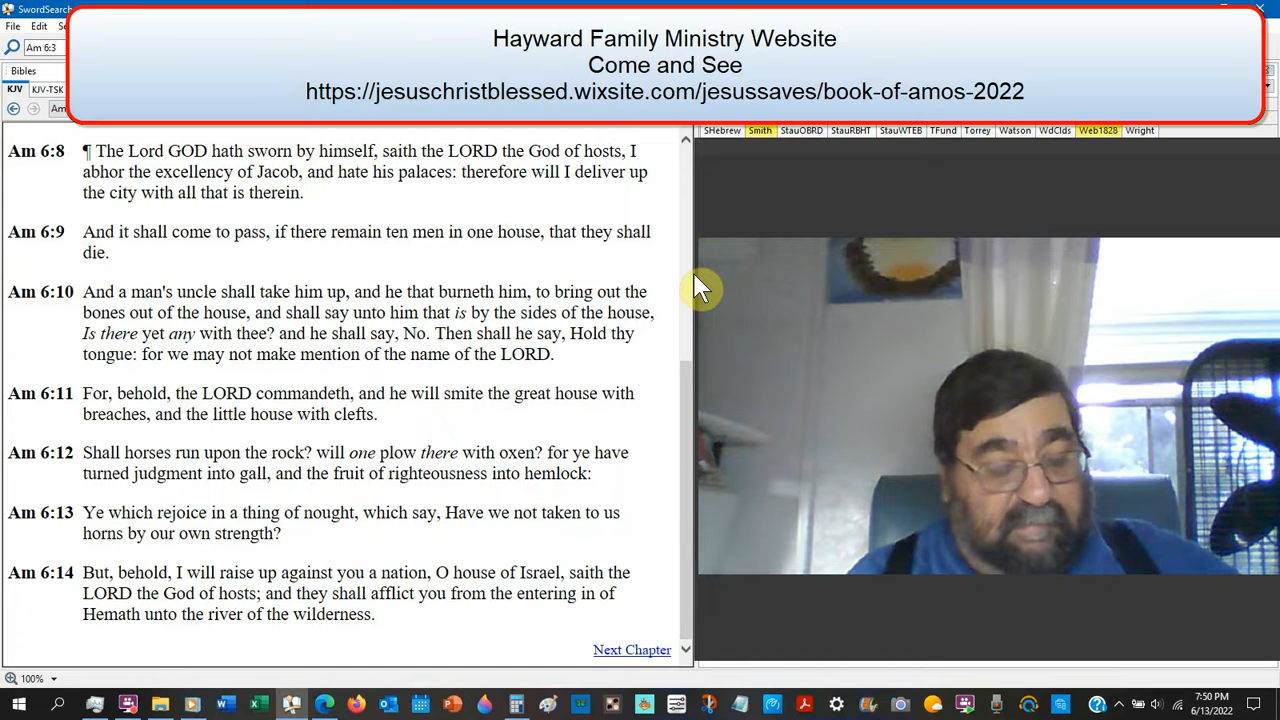 SwordSearch
Hayward Family Ministry Website
Come and See
https://jesuschristblessed.wixsite.com/jesussaves/book-of-amos-2022
File Edit
Am 6:3
Bibles
KJV KJV-TSK
SHebrew Smith StauOBRD StauRBHT StauWTEB TFund Torrey Watson WdClds Web1828 Wright
Am 6:8 ¶ The Lord GOD hath sworn by himself, saith the LORD the God of hosts, I
abhor the excellency of Jacob, and hate his palaces: therefore will I deliver up
the city with all that is therein.
Am 6:9 And it shall come to pass, if there remain ten men in one house, that they shall
die.
Am 6:10 And a man's uncle shall take him up, and he that burneth him, to bring out the
bones out of the house, and shall say unto him that is by the sides of the house,
Is there yet any with thee? and he shall say, No. Then shall he say, Hold thy
tongue: for we may not make mention of the name of the LORD.
Am 6:11 For, behold, the LORD commandeth, and he will smite the great house with
breaches, and the little house with clefts.
Am 6:12 Shall horses run upon the rock? will one plow there with oxen? for ye have
turned judgment into gall, and the fruit of righteousness into hemlock:
Am 6:13 Ye which rejoice in a thing of nought, which say, Have we not taken to us
horns by our own strength?
Am 6:14 But, behold, I will raise up against you a nation, O house of Israel, saith the
LORD the God of hosts; and they shall afflict you from the entering in of
Hemath unto the river of the wilderness.
Next Chapter
100%
7:50 PM
6/13/2022